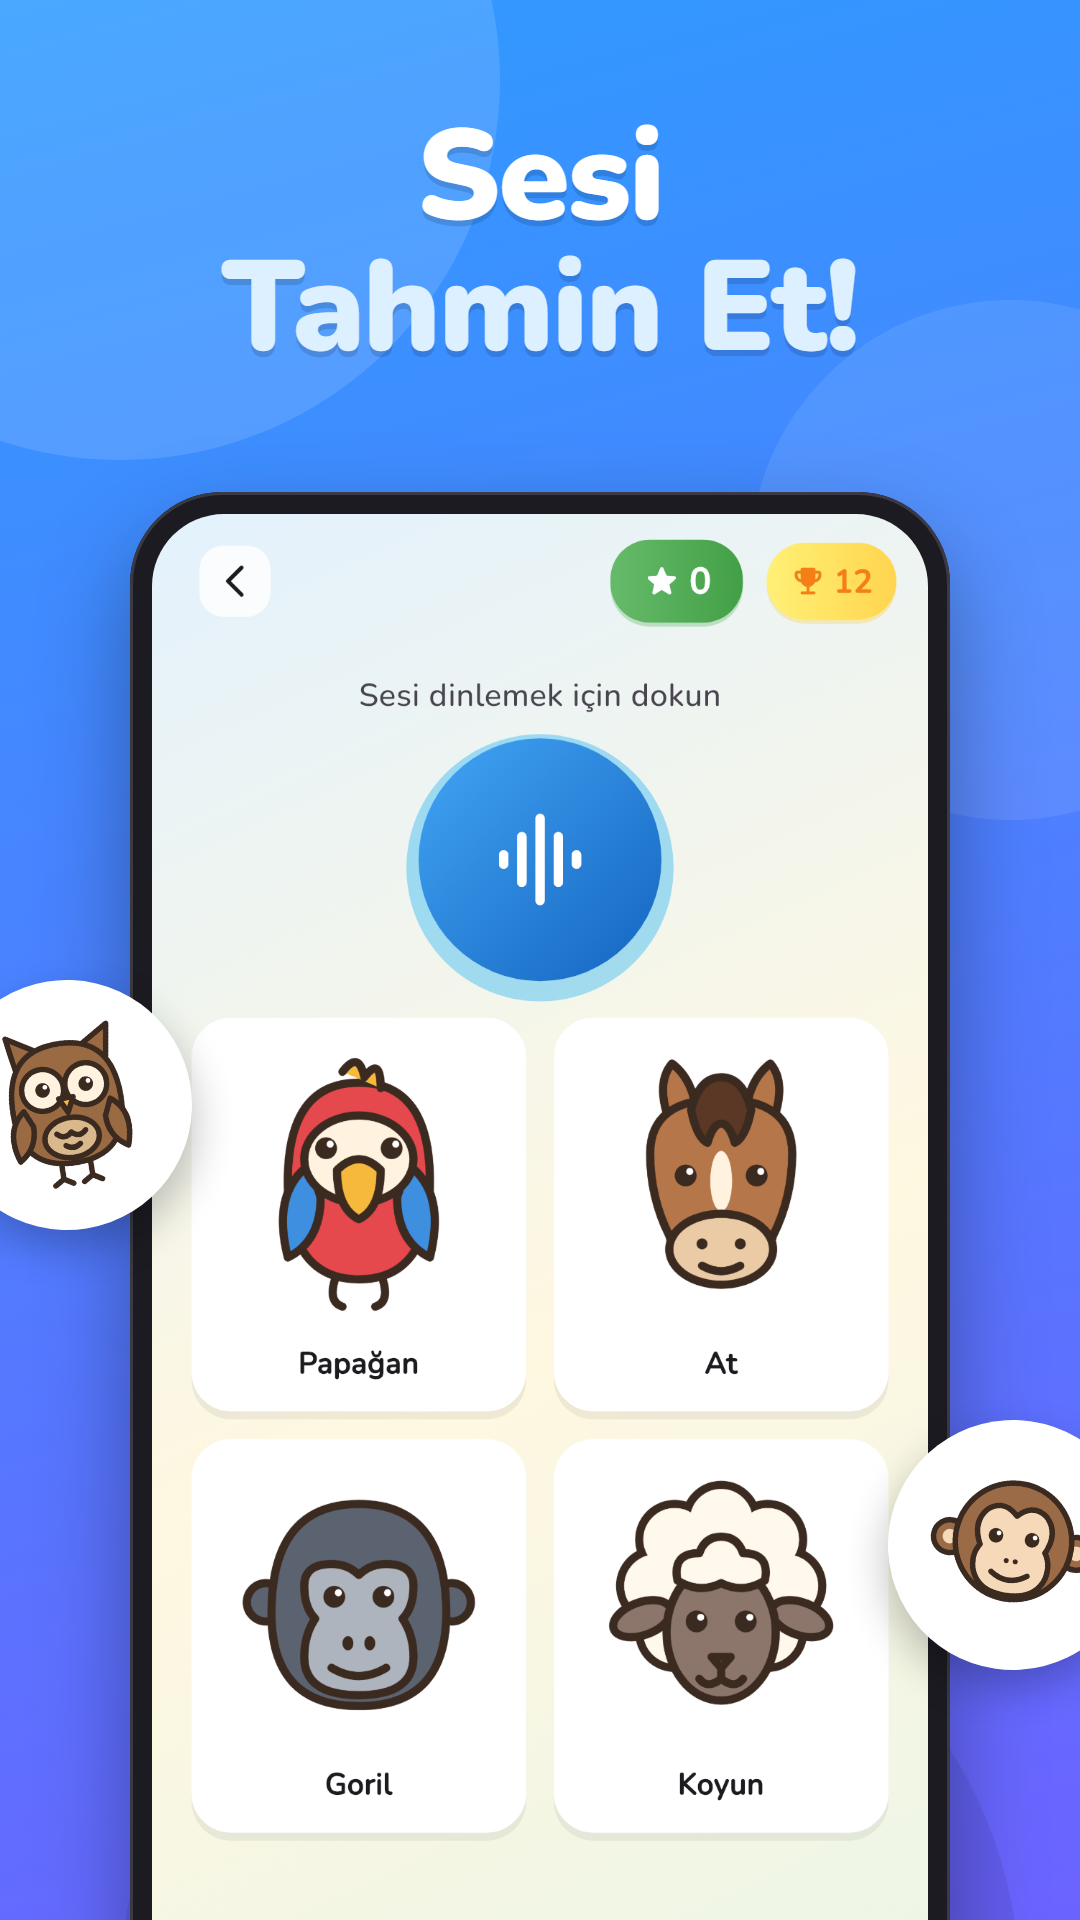 Sesi
Tahmin Et!
0
12
Sesi dinlemek için dokun
Papağan
At
Goril
Koyun